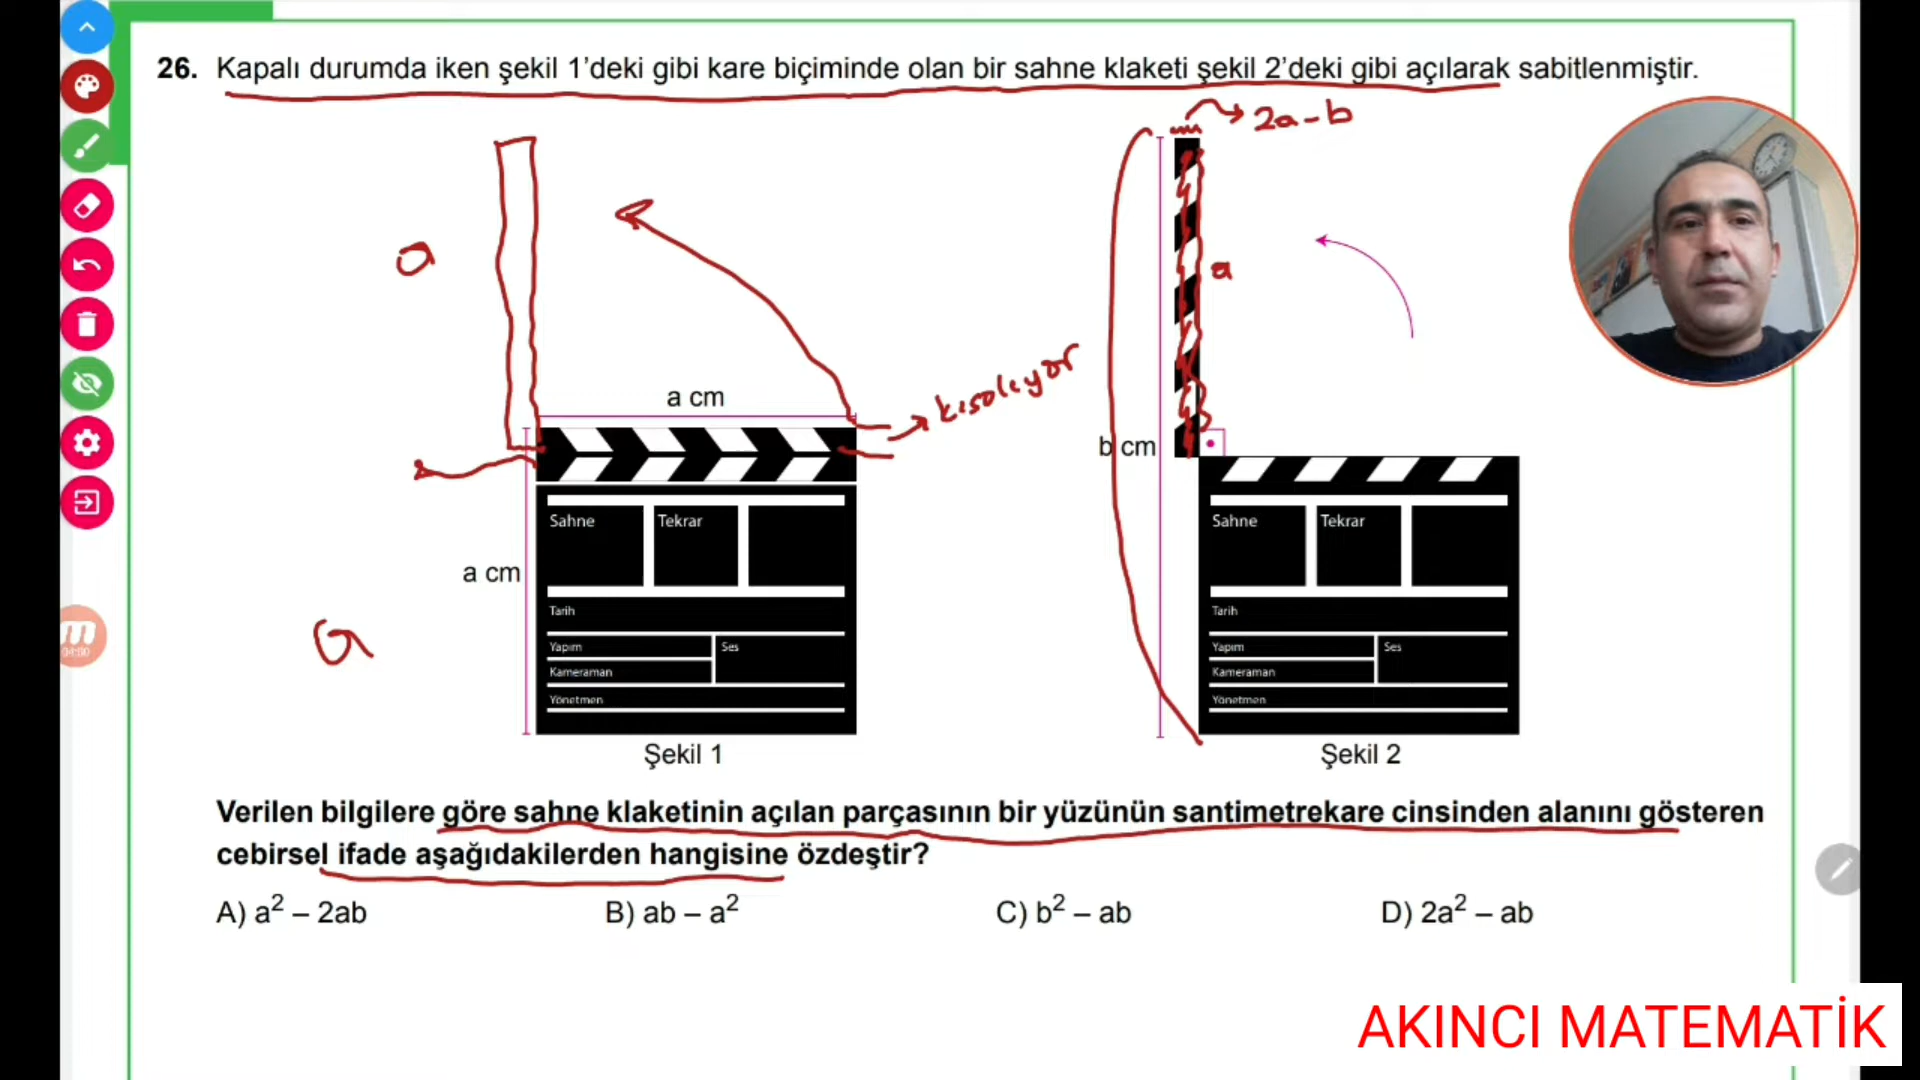 26. Kapalı durumda iken şekil 1’deki gibi kare biçiminde olan bir sahne klaketi şekil 2’deki gibi açılarak sabitlenmiştir.
2a-b
a
a
a cm
kısalıyor
b cm
Sahne
Tekrar
Sahne
Tekrar
a cm
Tarih
Tarih
a
Yapım
Ses
Yapım
Ses
Kameraman
Kameraman
Yönetmen
Yönetmen
Şekil 1
Şekil 2
Verilen bilgilere göre sahne klaketinin açılan parçasının bir yüzünün santimetrekare cinsinden alanını gösteren
cebirsel ifade aşağıdakilerden hangisine özdeştir?
A) a² – 2ab
B) ab – a²
C) b² – ab
D) 2a² – ab
AKINCI MATEMATİK
m